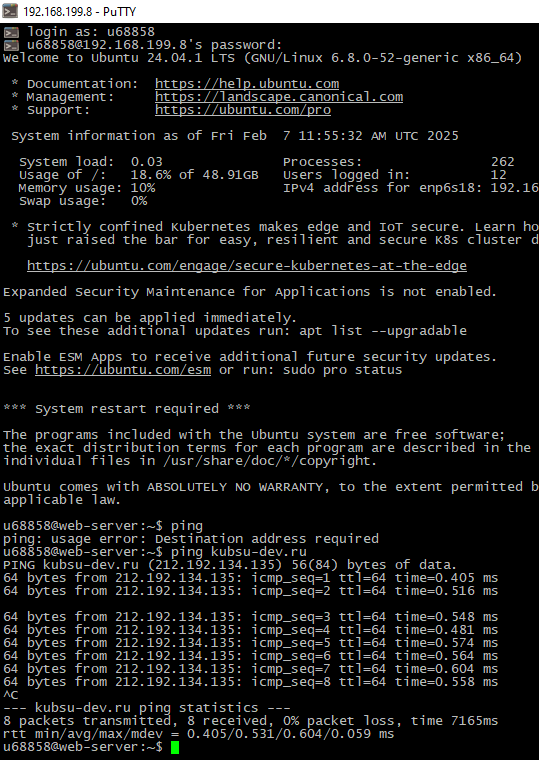 192.168.199.8 - PuTTY
login as: u68858
u68858@192.168.199.8's password:
Welcome to Ubuntu 24.04.1 LTS (GNU/Linux 6.8.0-52-generic x86_64)
* Documentation: https://help.ubuntu.com
* Management: https://landscape.canonical.com
* Support: https://ubuntu.com/pro
System information as of Fri Feb 7 11:55:32 AM UTC 2025
System load: 0.03 Processes: 262
Usage of /: 18.6% of 48.91GB Users logged in: 12
Memory usage: 10% IPv4 address for enp6s18: 192.16
Swap usage: 0%
* Strictly confined Kubernetes makes edge and IoT secure. Learn ho
just raised the bar for easy, resilient and secure K8s cluster d
https://ubuntu.com/engage/secure-kubernetes-at-the-edge
Expanded Security Maintenance for Applications is not enabled.
5 updates can be applied immediately.
To see these additional updates run: apt list --upgradable
Enable ESM Apps to receive additional future security updates.
See https://ubuntu.com/esm or run: sudo pro status
*** System restart required ***
The programs included with the Ubuntu system are free software;
the exact distribution terms for each program are described in the
individual files in /usr/share/doc/*/copyright.
Ubuntu comes with ABSOLUTELY NO WARRANTY, to the extent permitted b
applicable law.
u68858@web-server:~$ ping
ping: usage error: Destination address required
u68858@web-server:~$ ping kubsu-dev.ru
PING kubsu-dev.ru (212.192.134.135) 56(84) bytes of data.
64 bytes from 212.192.134.135: icmp_seq=1 ttl=64 time=0.405 ms
64 bytes from 212.192.134.135: icmp_seq=2 ttl=64 time=0.516 ms
64 bytes from 212.192.134.135: icmp_seq=3 ttl=64 time=0.548 ms
64 bytes from 212.192.134.135: icmp_seq=4 ttl=64 time=0.481 ms
64 bytes from 212.192.134.135: icmp_seq=5 ttl=64 time=0.574 ms
64 bytes from 212.192.134.135: icmp_seq=6 ttl=64 time=0.564 ms
64 bytes from 212.192.134.135: icmp_seq=7 ttl=64 time=0.604 ms
64 bytes from 212.192.134.135: icmp_seq=8 ttl=64 time=0.558 ms
^C
--- kubsu-dev.ru ping statistics ---
8 packets transmitted, 8 received, 0% packet loss, time 7165ms
rtt min/avg/max/mdev = 0.405/0.531/0.604/0.059 ms
u68858@web-server:~$